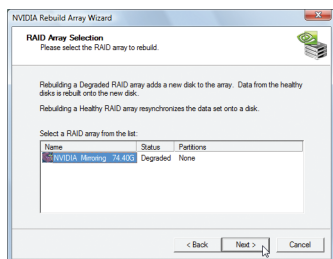 NVIDIA Rebuild Array Wizard
RAID Array Selection
Please select the RAID array to rebuild.
Rebuilding a Degraded RAID array adds a new disk to the array. Data from the healthy
disks is rebuilt onto the new disk.
Rebuilding a Healthy RAID array resynchronizes the data set onto a disk.
Select a RAID array from the list:
Name Status Partitions
NVIDIA Mirroring 74.40G Degraded None
< Back Next > Cancel